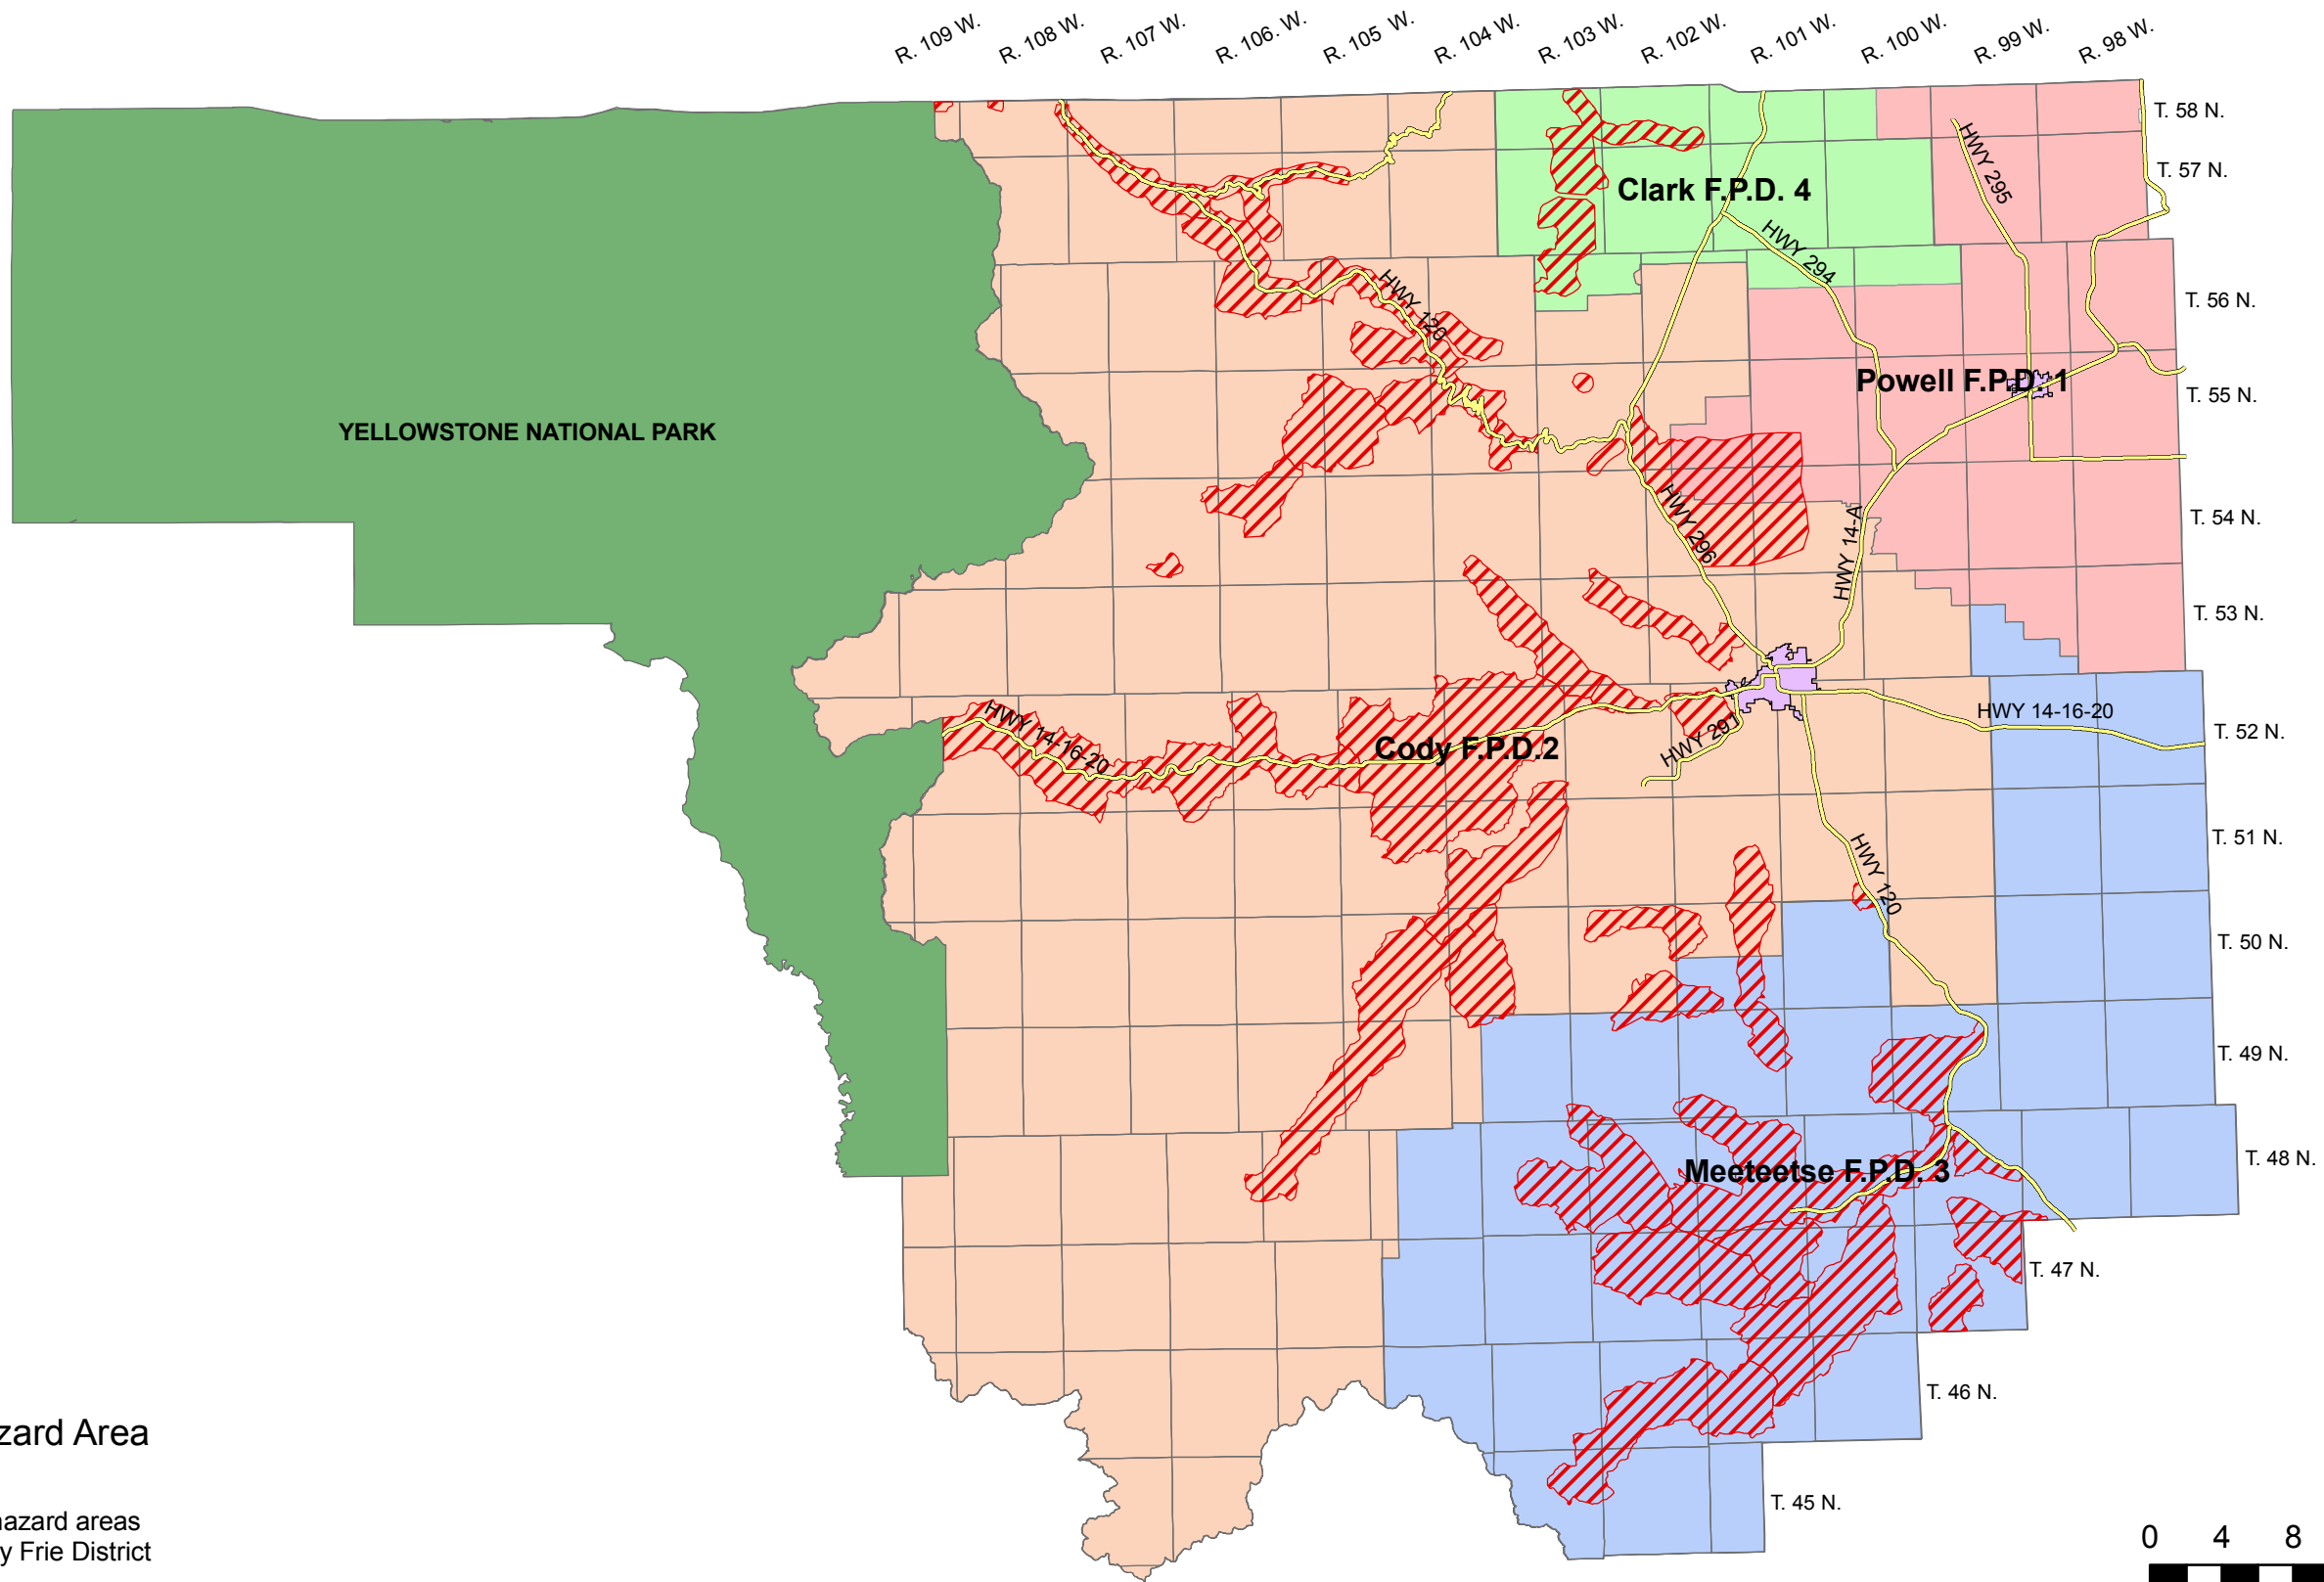 R. 109 W.
R. 108 W.
R. 107 W.
R. 106. W.
R. 105 W.
R. 104 W.
R. 103 W.
R. 102 W.
R. 101 W.
R. 100 W.
R. 99 W.
R. 98 W.
T. 58 N.
HWY 295
T. 57 N.
Clark F.P.D. 4
HWY 294
HWY 120
T. 56 N.
Powell F.P.D. 1
T. 55 N.
YELLOWSTONE NATIONAL PARK
HWY 296
HWY 14-A
T. 54 N.
T. 53 N.
HWY 14-16-20
HWY 14-16-20
HWY 291
Cody F.P.D.2
T. 52 N.
T. 51 N.
HWY 120
T. 50 N.
T. 49 N.
T. 48 N.
Meeteetse F.P.D. 3
T. 47 N.
T. 46 N.
zard Area
T. 45 N.
hazard areas
y Frie District
0 4 8